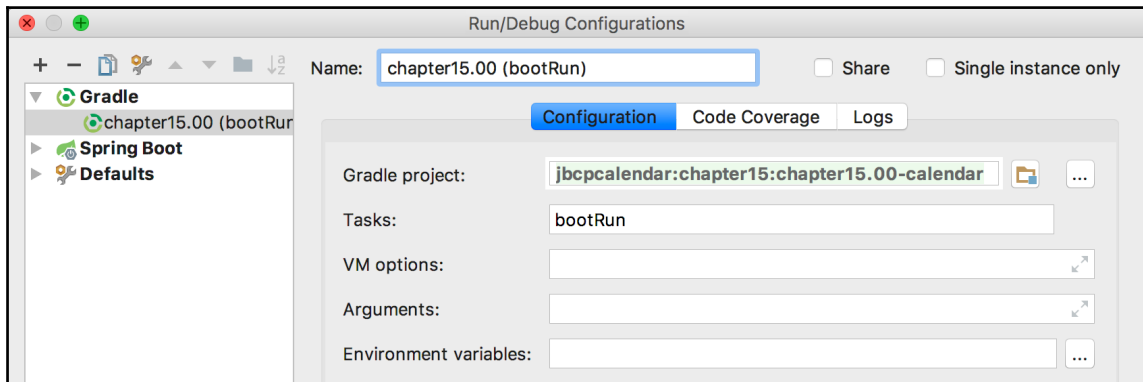 Run/Debug Configurations
Name: chapter15.00 (bootRun) Share Single instance only
Gradle
chapter15.00 (bootRur
Spring Boot
Defaults
Configuration Code Coverage Logs
Gradle project: jbcpcalendar:chapter15:chapter15.00-calendar ...
Tasks: bootRun
VM options:
Arguments:
Environment variables: ...